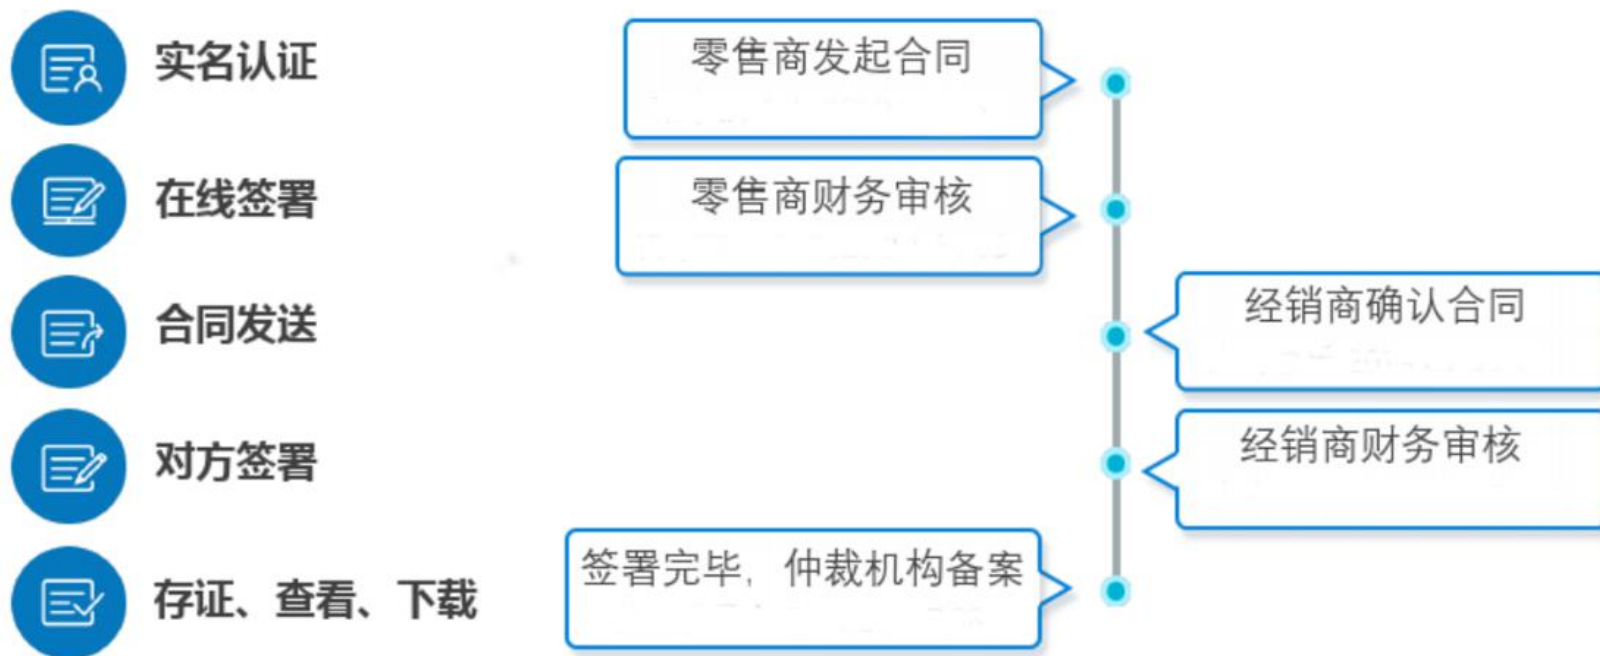 实名认证
在线签署
合同发送
对方签署
存证、查看、下载
零售商发起合同
零售商财务审核
经销商确认合同
经销商财务审核
签署完毕，仲裁机构备案